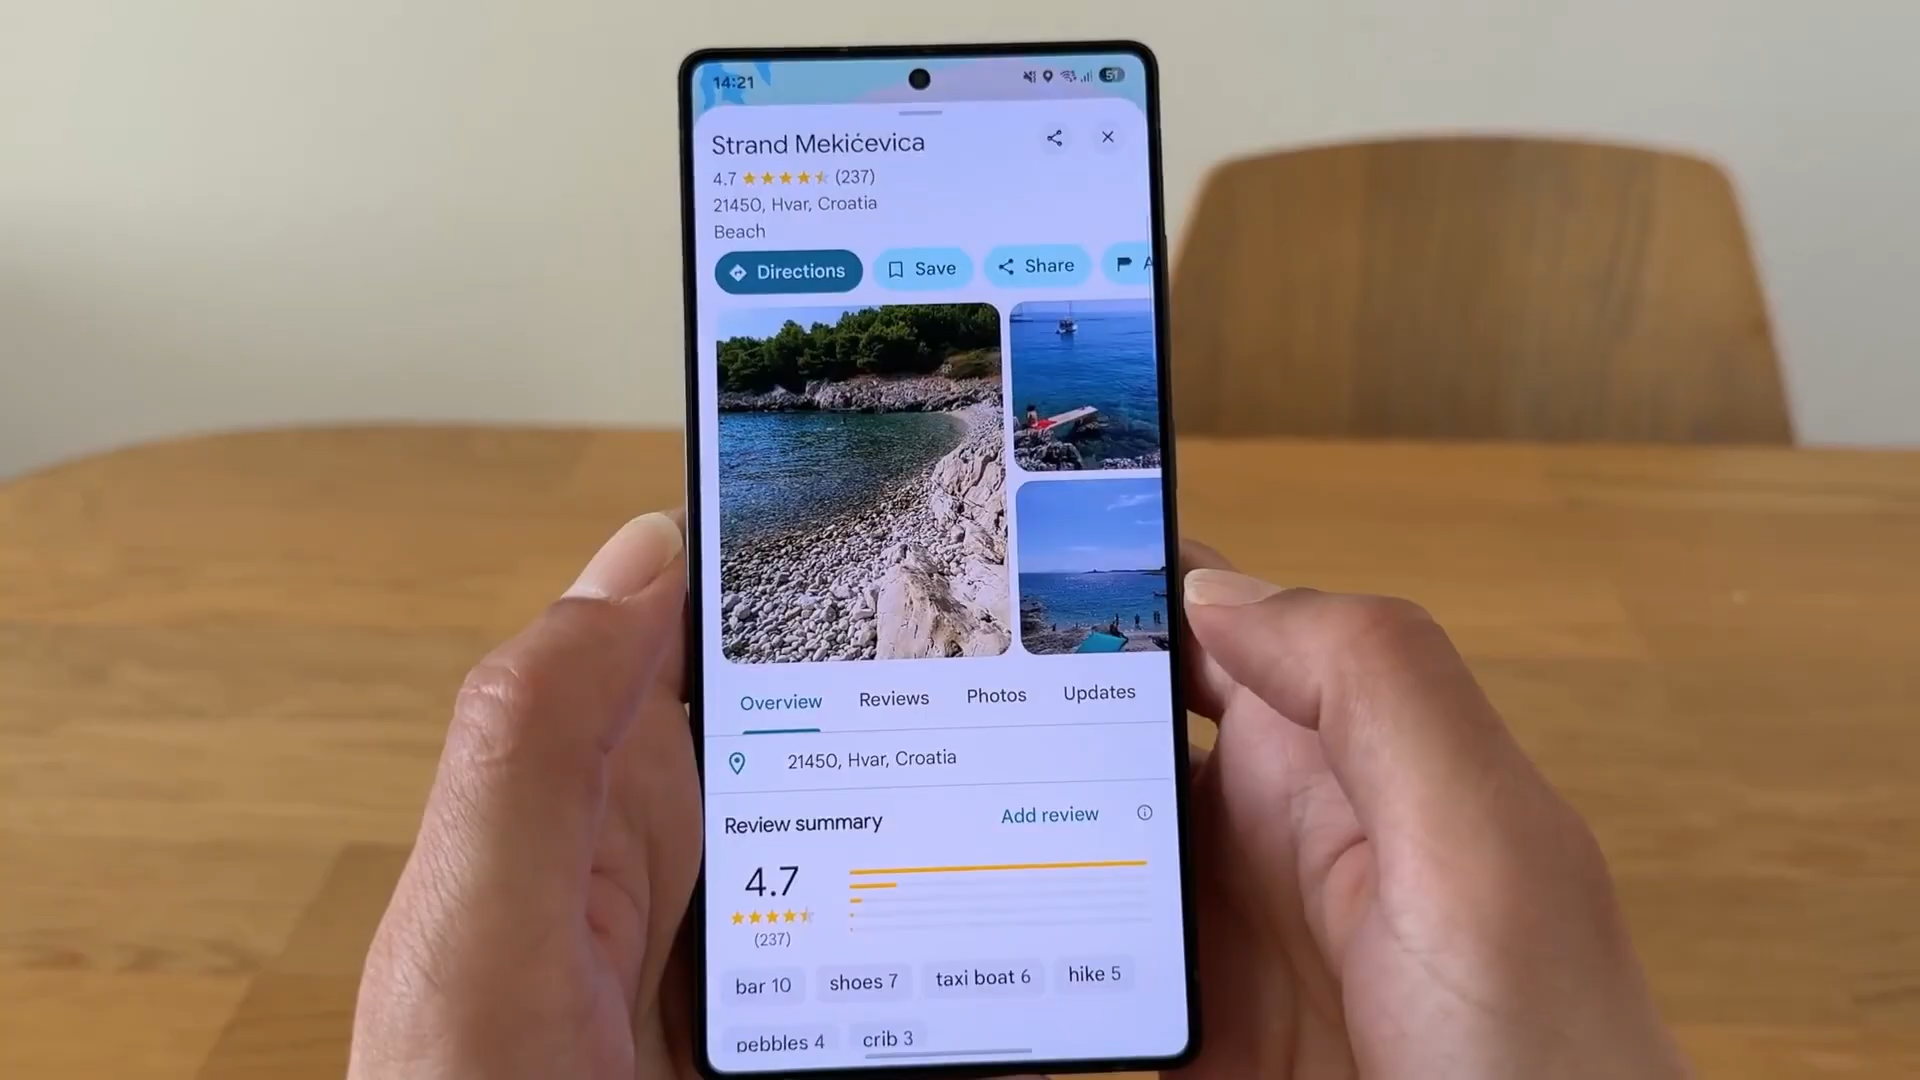 14:21 51
Strand Mekićevica
4.7 (237)
21450, Hvar, Croatia
Beach
Directions Save Share A
Overview Reviews Photos Updates
21450, Hvar, Croatia
Review summary Add review
4.7
(237)
bar 10 shoes 7 taxi boat 6 hike 5
pebbles 4 crib 3